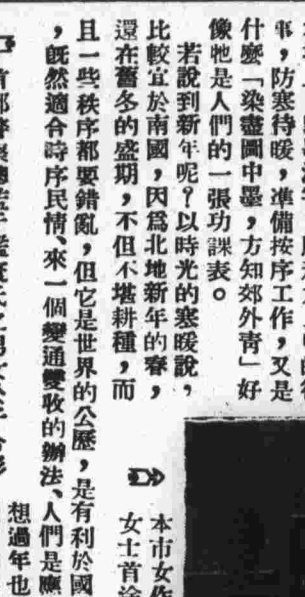 事，防寒待暖，準備按序工作，又是
什麼「染盡圖中墨，方知郊外靑」好
像牠是人們的一張功課表。
若說到新年呢？以時光的寒暖說，
比較宜於南國，因爲北地新年的春，
還在舊冬的盛期，不但不堪耕種，而
且一些秩序都要錯亂，但它是世界的公歷，是有利於國
，旣然適合時序民情、來一個變通雙收的辦法、人們是應
想過年也
本市女作
女士首